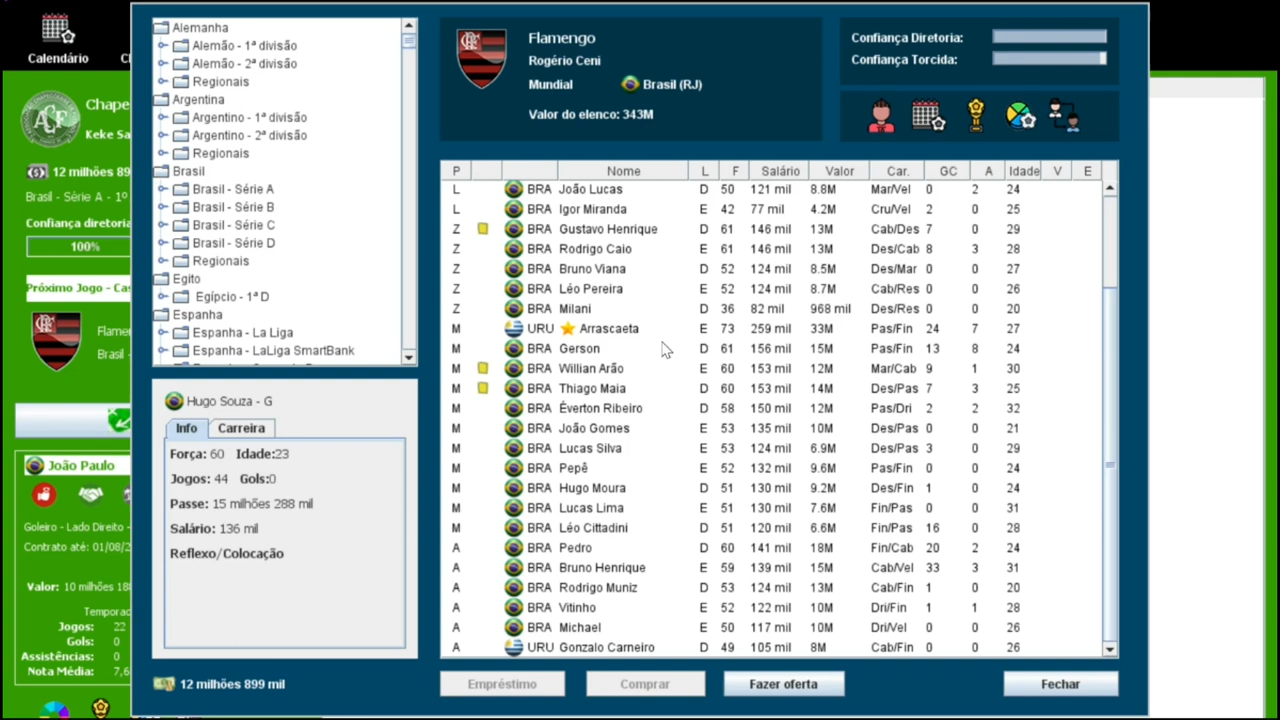 Calendário
Chape
Keke Sa
12 milhões 89
Brasil - Série A - 1º
Confiança diretoria
100%
Próximo Jogo - Cas
Flamen
Brasil -
João Paulo
Goleiro - Lado Direito -
Contrato até: 01/08/2
Valor: 10 milhões 18
Temporad
Jogos: 22
Gols: 0
Assistências: 0
Nota Média: 7,6
Alemanha
Alemão - 1ª divisão
Alemão - 2ª divisão
Regionais
Argentina
Argentino - 1ª divisão
Argentino - 2ª divisão
Regionais
Brasil
Brasil - Série A
Brasil - Série B
Brasil - Série C
Brasil - Série D
Regionais
Egito
Egípcio - 1ª D
Espanha
Espanha - La Liga
Espanha - LaLiga SmartBank
Hugo Souza - G
Info Carreira
Força: 60 Idade:23
Jogos: 44 Gols:0
Passe: 15 milhões 288 mil
Salário: 136 mil
Reflexo/Colocação
12 milhões 899 mil
Flamengo
Rogério Ceni
Mundial Brasil (RJ)
Valor do elenco: 343M
Confiança Diretoria:
Confiança Torcida:
P Nome L F Salário Valor Car. GC A Idade V E
L BRA João Lucas D 50 121 mil 8.8M Mar/Vel 0 2 24
L BRA Igor Miranda E 42 77 mil 4.2M Cru/Vel 2 0 25
Z BRA Gustavo Henrique D 61 146 mil 13M Cab/Des 7 0 29
Z BRA Rodrigo Caio E 61 146 mil 13M Des/Cab 8 3 28
Z BRA Bruno Viana D 52 124 mil 8.5M Des/Mar 0 0 27
Z BRA Léo Pereira E 52 124 mil 8.7M Cab/Res 0 0 26
Z BRA Milani D 36 82 mil 968 mil Des/Res 0 0 20
M URU Arrascaeta E 73 259 mil 33M Pas/Fin 24 7 27
M BRA Gerson D 61 156 mil 15M Pas/Fin 13 8 24
M BRA Willian Arão E 60 153 mil 12M Mar/Cab 9 1 30
M BRA Thiago Maia D 60 153 mil 14M Des/Pas 7 3 25
M BRA Éverton Ribeiro D 58 150 mil 12M Pas/Dri 2 2 32
M BRA João Gomes D 53 135 mil 10M Des/Pas 0 0 21
M BRA Lucas Silva D 53 124 mil 6.9M Des/Pas 3 0 29
M BRA Pepê E 52 132 mil 9.6M Pas/Fin 0 0 24
M BRA Hugo Moura D 51 130 mil 9.2M Des/Fin 1 0 24
M BRA Lucas Lima E 51 130 mil 7.6M Fin/Pas 0 0 31
M BRA Léo Cittadini D 51 120 mil 6.6M Fin/Pas 16 0 28
A BRA Pedro D 60 141 mil 18M Fin/Cab 20 2 24
A BRA Bruno Henrique E 59 139 mil 15M Cab/Vel 33 3 31
A BRA Rodrigo Muniz D 53 124 mil 13M Cab/Fin 1 0 20
A BRA Vitinho E 52 122 mil 10M Dri/Fin 1 1 28
A BRA Michael E 50 117 mil 10M Dri/Vel 0 0 26
A URU Gonzalo Carneiro D 49 105 mil 8M Cab/Fin 0 0 26
Empréstimo Comprar Fazer oferta Fechar